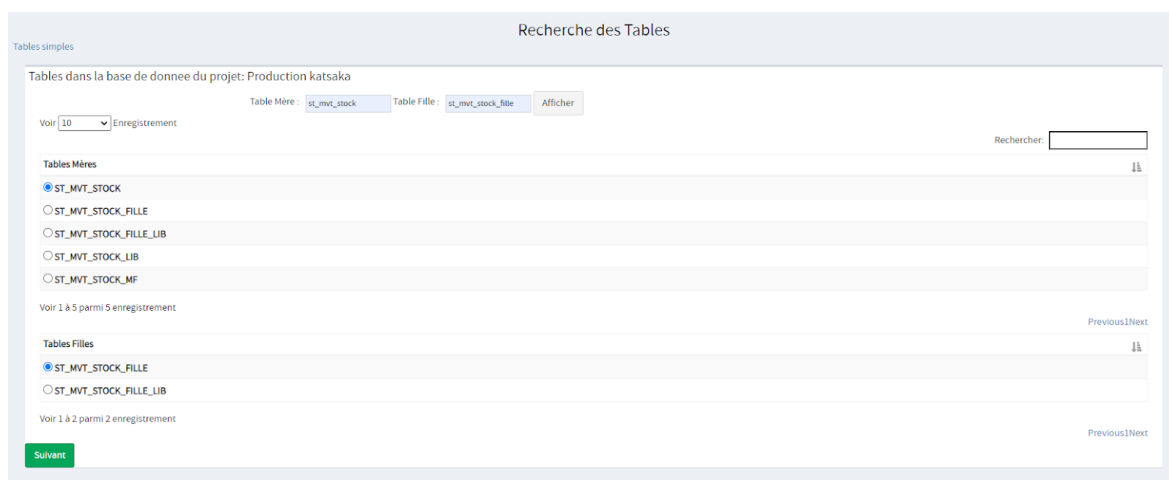 Recherche des Tables
Tables simples
Tables dans la base de donnee du projet: Production katsaka
Table Mère : st_mvt_stock Table Fille : st_mvt_stock_fille Afficher
Voir 10 Enregistrement
Rechercher:
Tables Mères
ST_MVT_STOCK
ST_MVT_STOCK_FILLE
ST_MVT_STOCK_FILLE_LIB
ST_MVT_STOCK_LIB
ST_MVT_STOCK_MF
Voir 1 à 5 parmi 5 enregistrement
Previous1Next
Tables Filles
ST_MVT_STOCK_FILLE
ST_MVT_STOCK_FILLE_LIB
Voir 1 à 2 parmi 2 enregistrement
Previous1Next
Suivant